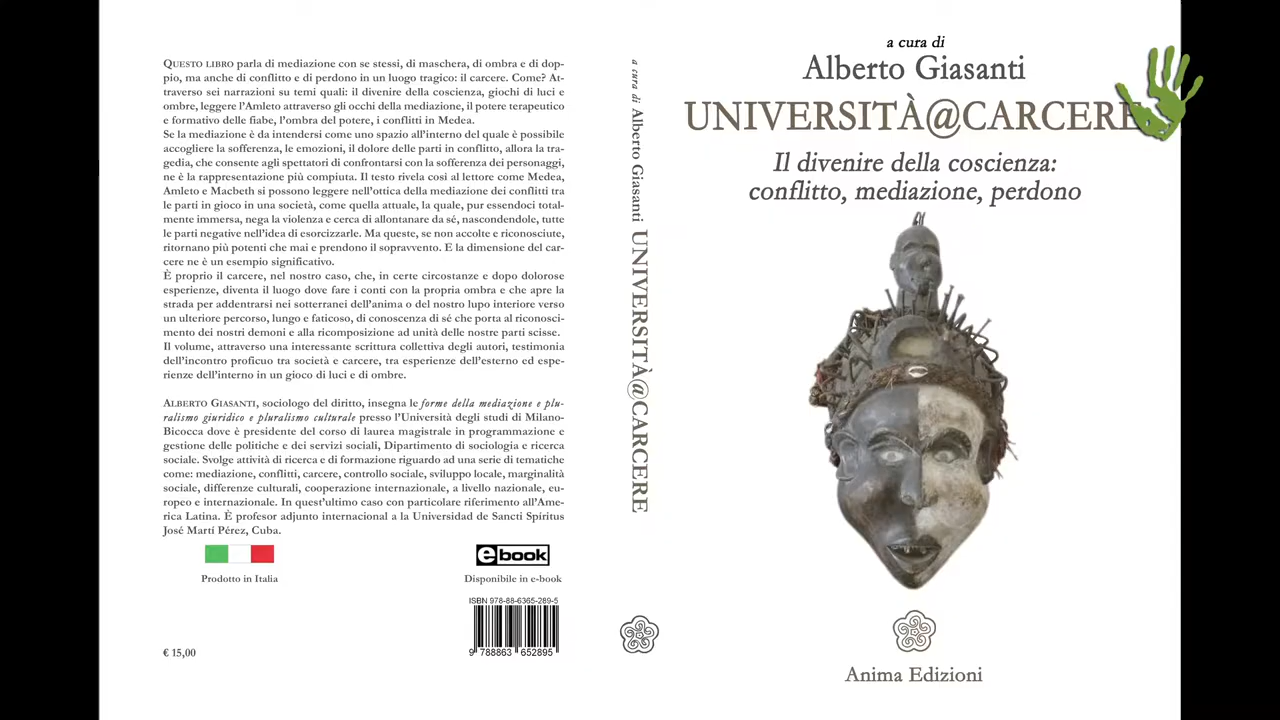 QUESTO LIBRO parla di mediazione con se stessi, di maschera, di ombra e di dop-
pio, ma anche di conflitto e di perdono in un luogo tragico: il carcere. Come? At-
traverso sei narrazioni su temi quali: il divenire della coscienza, giochi di luci e
ombre, leggere l'Amleto attraverso gli occhi della mediazione, il potere terapeutico
e formativo delle fiabe, l'ombra del potere, i conflitti in Medea.
Se la mediazione è da intendersi come uno spazio all'interno del quale è possibile
accogliere la sofferenza, le emozioni, il dolore delle parti in conflitto, allora la tra-
gedia, che consente agli spettatori di confrontarsi con la sofferenza dei personaggi,
ne è la rappresentazione più compiuta. Il testo rivela così al lettore come Medea,
Amleto e Macbeth si possono leggere nell'ottica della mediazione dei conflitti tra
le parti in gioco in una società, come quella attuale, la quale, pur essendoci total-
mente immersa, nega la violenza e cerca di allontanare da sé, nascondendole, tutte
le parti negative nell'idea di esorcizzarle. Ma queste, se non accolte e riconosciute,
ritornano più potenti che mai e prendono il sopravvento. E la dimensione del car-
cere ne è un esempio significativo.
È proprio il carcere, nel nostro caso, che, in certe circostanze e dopo dolorose
esperienze, diventa il luogo dove fare i conti con la propria ombra e che apre la
strada per addentrarsi nei sotterranei dell'anima o del nostro lupo interiore verso
un ulteriore percorso, lungo e faticoso, di conoscenza di sé che porta al riconosci-
mento dei nostri demoni e alla ricomposizione ad unità delle nostre parti scisse.
Il volume, attraverso una interessante scrittura collettiva degli autori, testimonia
dell'incontro proficuo tra società e carcere, tra esperienze dell'esterno ed espe-
rienze dell'interno in un gioco di luci e di ombre.
ALBERTO GIASANTI, sociologo del diritto, insegna le forme della mediazione e plu-
ralismo giuridico e pluralismo culturale presso l'Università degli studi di Milano-
Bicocca dove è presidente del corso di laurea magistrale in programmazione e
gestione delle politiche e dei servizi sociali, Dipartimento di sociologia e ricerca
sociale. Svolge attività di ricerca e di formazione riguardo ad una serie di tematiche
come: mediazione, conflitti, carcere, controllo sociale, sviluppo locale, marginalità
sociale, differenze culturali, cooperazione internazionale, a livello nazionale, eu-
ropeo e internazionale. In quest'ultimo caso con particolare riferimento all'Ame-
rica Latina. È profesor adjunto internacional a la Universidad de Sancti Spíritus
José Martí Pérez, Cuba.
Prodotto in Italia
ebook
Disponibile in e-book
ISBN 978-88-6365-289-5
9 788863 652895
€ 15,00
a cura di Alberto Giasanti UNIVERSITÀ@CARCERE
a cura di
Alberto Giasanti
UNIVERSITÀ@CARCERE
Il divenire della coscienza:
conflitto, mediazione, perdono
Anima Edizioni